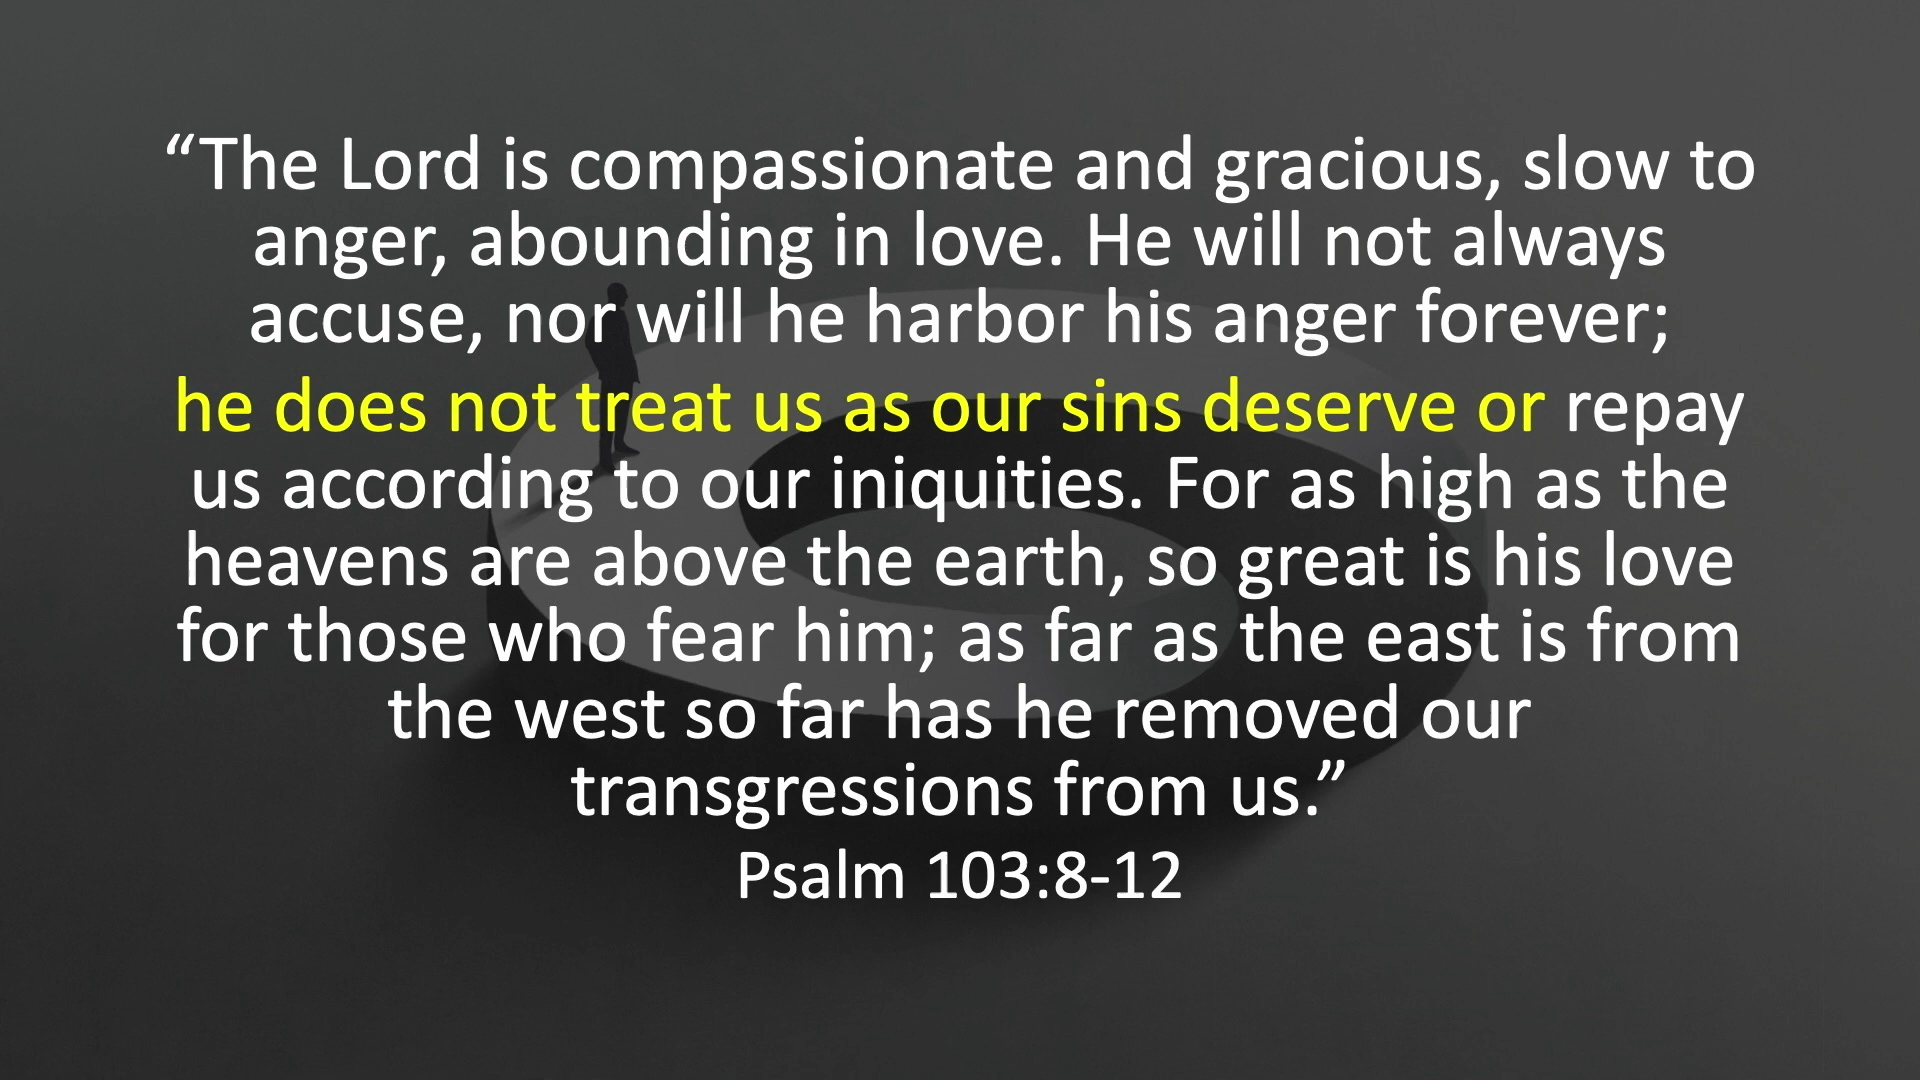 “The Lord is compassionate and gracious, slow to
anger, abounding in love. He will not always
accuse, nor will he harbor his anger forever;
he does not treat us as our sins deserve or repay
us according to our iniquities. For as high as the
heavens are above the earth, so great is his love
for those who fear him; as far as the east is from
the west so far has he removed our
transgressions from us.”
Psalm 103:8-12